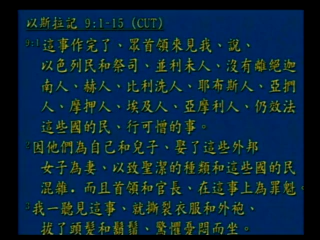 以斯拉記 9:1-15 (CUT)
9:1 這事作完了、眾首領來見我、說、
以色列民和祭司、並利未人、沒有離絕迦
南人、赫人、比利洗人、耶布斯人、亞捫
人、摩押人、埃及人、亞摩利人、仍效法
這些國的民、行可憎的事。
2 因他們為自己和兒子、娶了這些外邦
女子為妻、以致聖潔的種類和這些國的民
混雜．而且首領和官長、在這事上為罪魁。
3 我一聽見這事、就撕裂衣服和外袍、
拔了頭髮和鬍鬚、驚懼憂悶而坐。